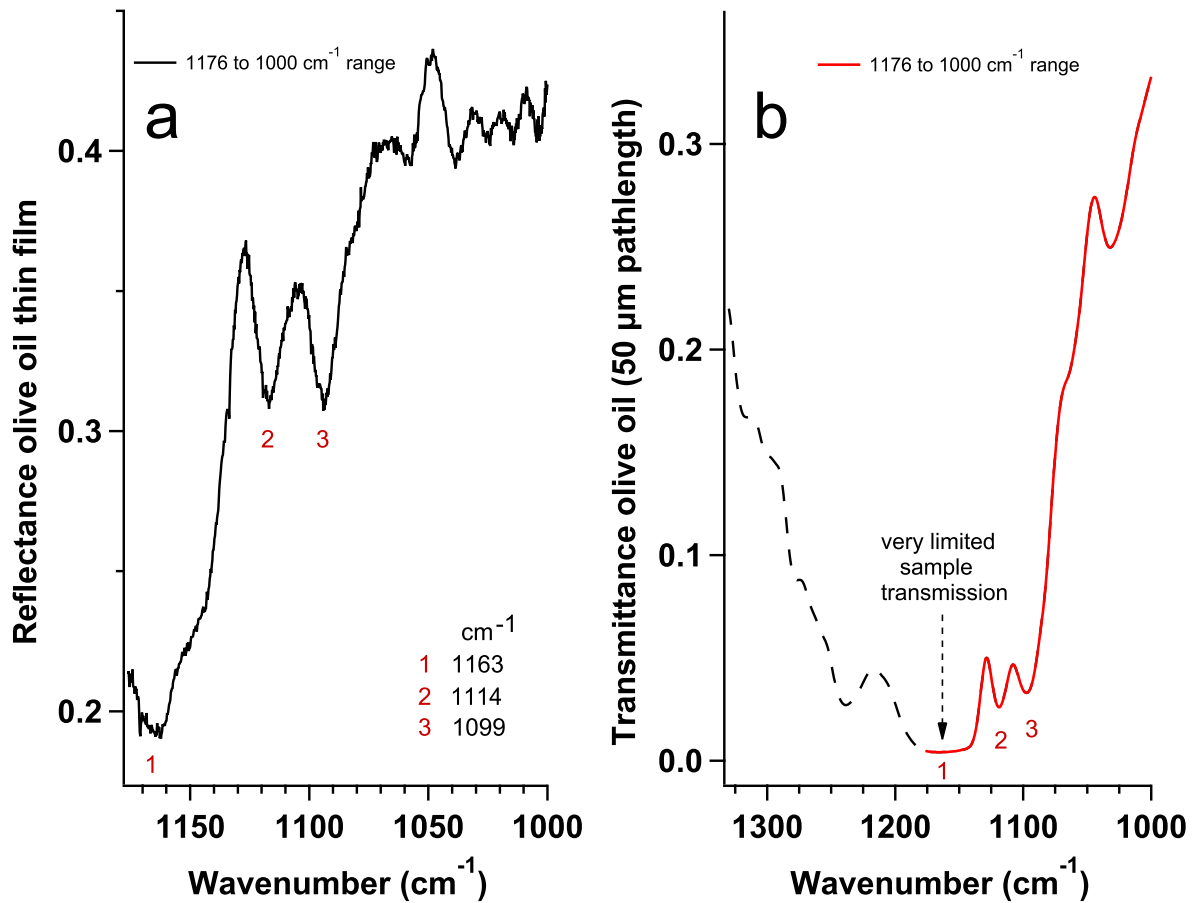 1176 to 1000 cm⁻¹ range
a
0.4
0.3
0.2
Reflectance olive oil thin film
1
2
3
cm⁻¹
1 1163
2 1114
3 1099
1150 1100 1050 1000
Wavenumber (cm⁻¹)
1176 to 1000 cm⁻¹ range
b
0.3
0.2
0.1
0.0
Transmittance olive oil (50 µm pathlength)
very limited
sample
transmission
1
2
3
1300 1200 1100 1000
Wavenumber (cm⁻¹)